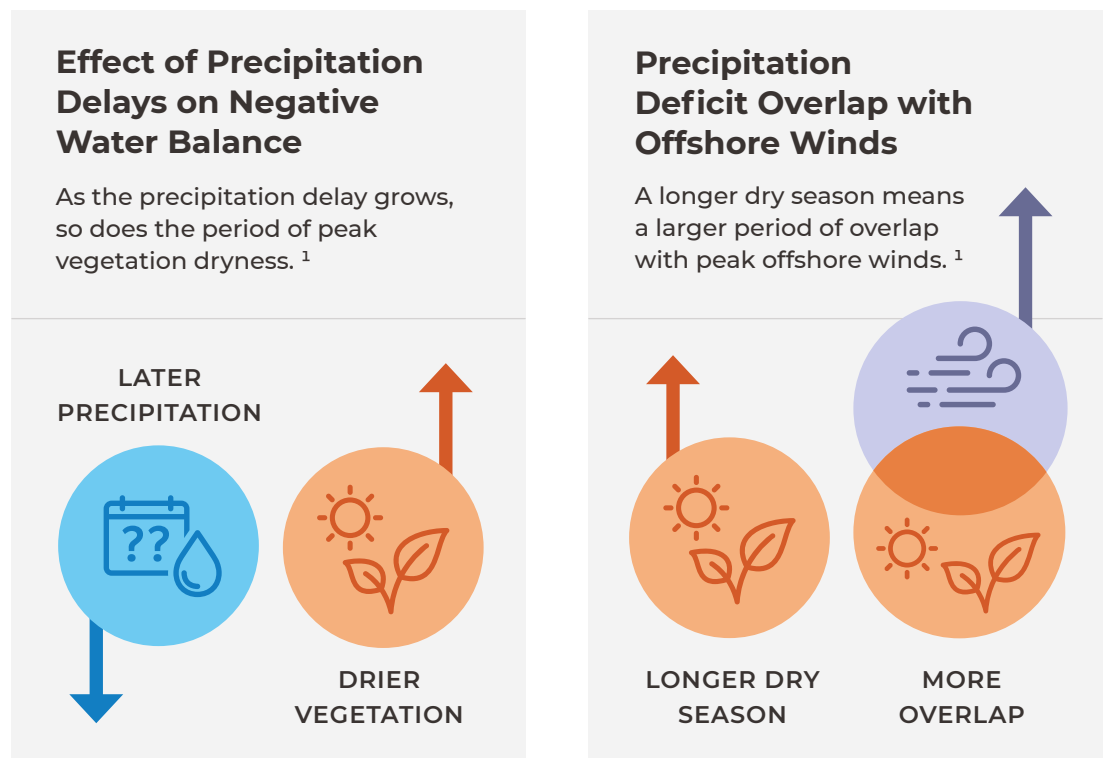 Effect of Precipitation
Delays on Negative
Water Balance
As the precipitation delay grows,
so does the period of peak
vegetation dryness. ¹
LATER
PRECIPITATION
??
DRIER
VEGETATION
Precipitation
Deficit Overlap with
Offshore Winds
A longer dry season means
a larger period of overlap
with peak offshore winds. ¹
LONGER DRY
SEASON
MORE
OVERLAP